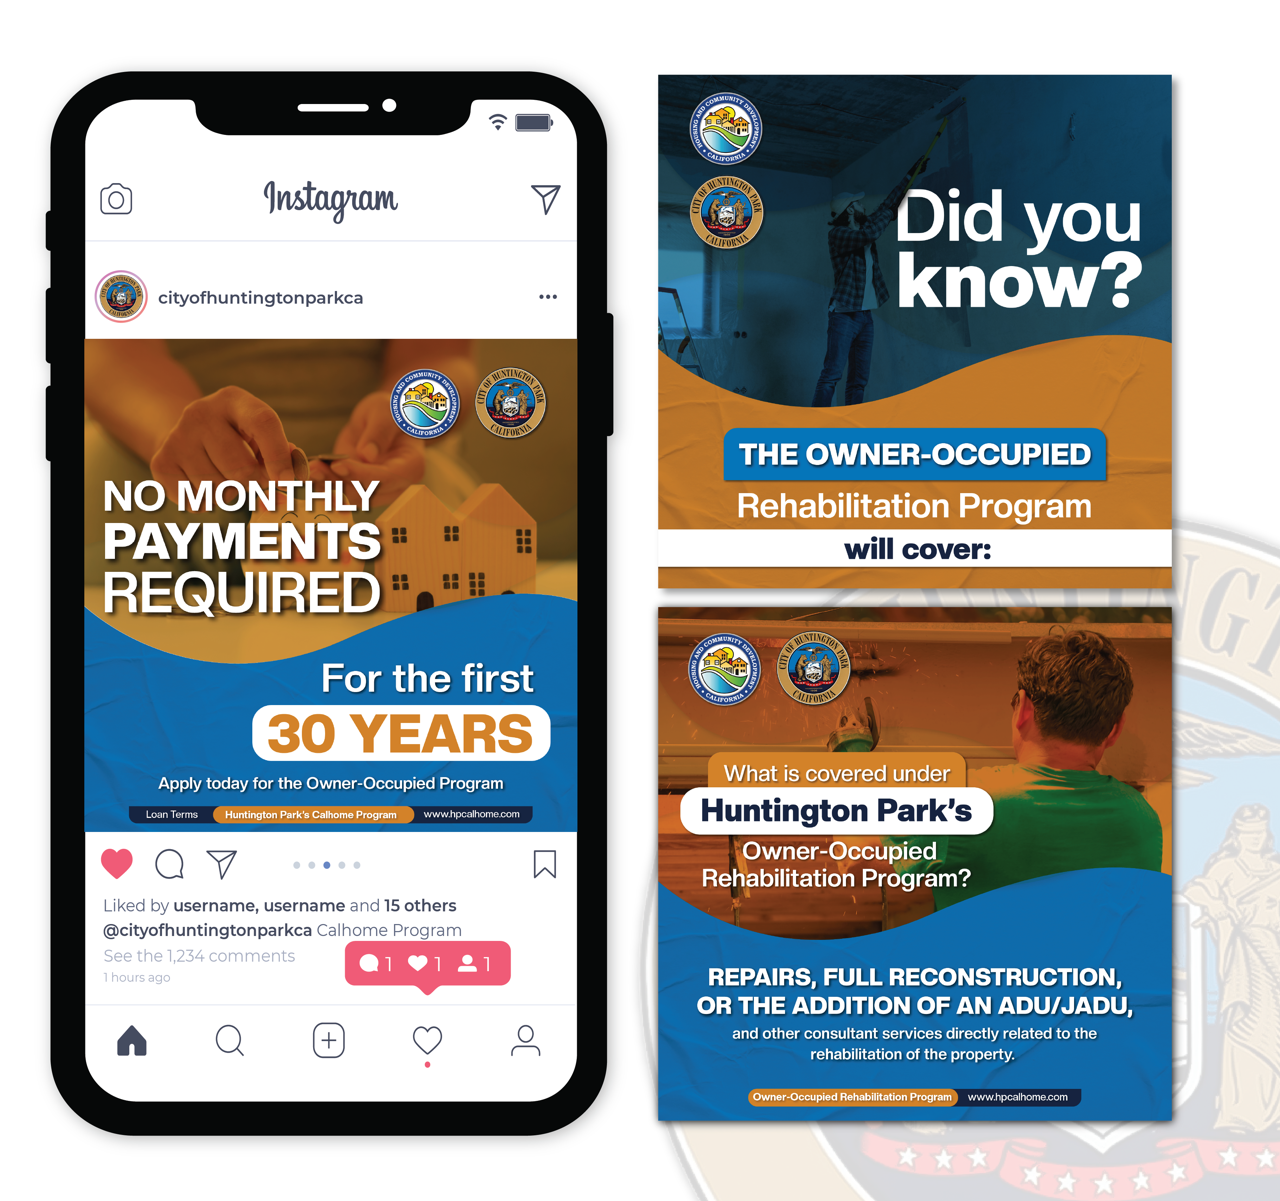 Instagram
cityofhuntingtonparkca
HOUSING AND COMMUNITY DEVELOPMENT
CALIFORNIA
CITY OF HUNTINGTON PARK
CALIFORNIA
NO MONTHLY
PAYMENTS
REQUIRED
For the first
30 YEARS
Apply today for the Owner-Occupied Program
Loan Terms Huntington Park's Calhome Program www.hpcalhome.com
Liked by username, username and 15 others
@cityofhuntingtonparkca Calhome Program
See the 1,234 comments
1 hours ago
1 1 1
HOUSING AND COMMUNITY DEVELOPMENT
CALIFORNIA
CITY OF HUNTINGTON PARK
CALIFORNIA
Did you
know?
THE OWNER-OCCUPIED
Rehabilitation Program
will cover:
HOUSING AND COMMUNITY DEVELOPMENT
CALIFORNIA
CITY OF HUNTINGTON PARK
CALIFORNIA
What is covered under
Huntington Park's
Owner-Occupied
Rehabilitation Program?
REPAIRS, FULL RECONSTRUCTION,
OR THE ADDITION OF AN ADU/JADU,
and other consultant services directly related to the
rehabilitation of the property.
Owner-Occupied Rehabilitation Program www.hpcalhome.com